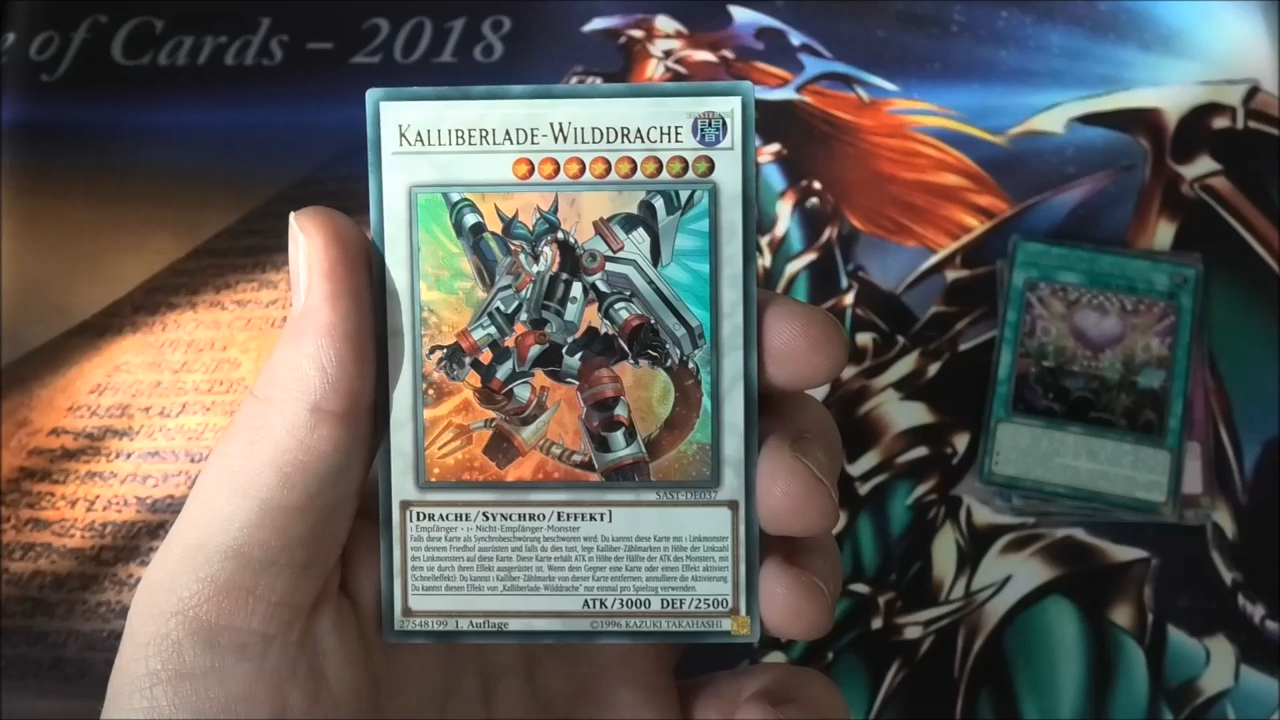 e of Cards – 2018
KALLIBERLADE-WILDDRACHE
闇
SAST-DE037
[DRACHE/SYNCHRO/EFFEKT]
1 Empfänger + 1+ Nicht-Empfänger-Monster
Falls diese Karte als Synchrobeschwörung beschworen wird: Du kannst diese Karte mit 1 Linkmonster
von deinem Friedhof ausrüsten und falls du dies tust, lege Kalliber-Zählmarken in Höhe der Linkzahl
des Linkmonsters auf diese Karte. Diese Karte erhält ATK in Höhe der Hälfte der ATK des Monsters, mit
dem sie durch ihren Effekt ausgerüstet ist. Wenn dein Gegner eine Karte oder einen Effekt aktiviert
(Schnelleffekt): Du kannst 1 Kalliber-Zählmarke von dieser Karte entfernen, annulliere die Aktivierung.
Du kannst diesen Effekt von „Kalliberlade-Wilddrache" nur einmal pro Spielzug verwenden.
ATK/3000 DEF/2500
27548199 1. Auflage ©1996 KAZUKI TAKAHASHI